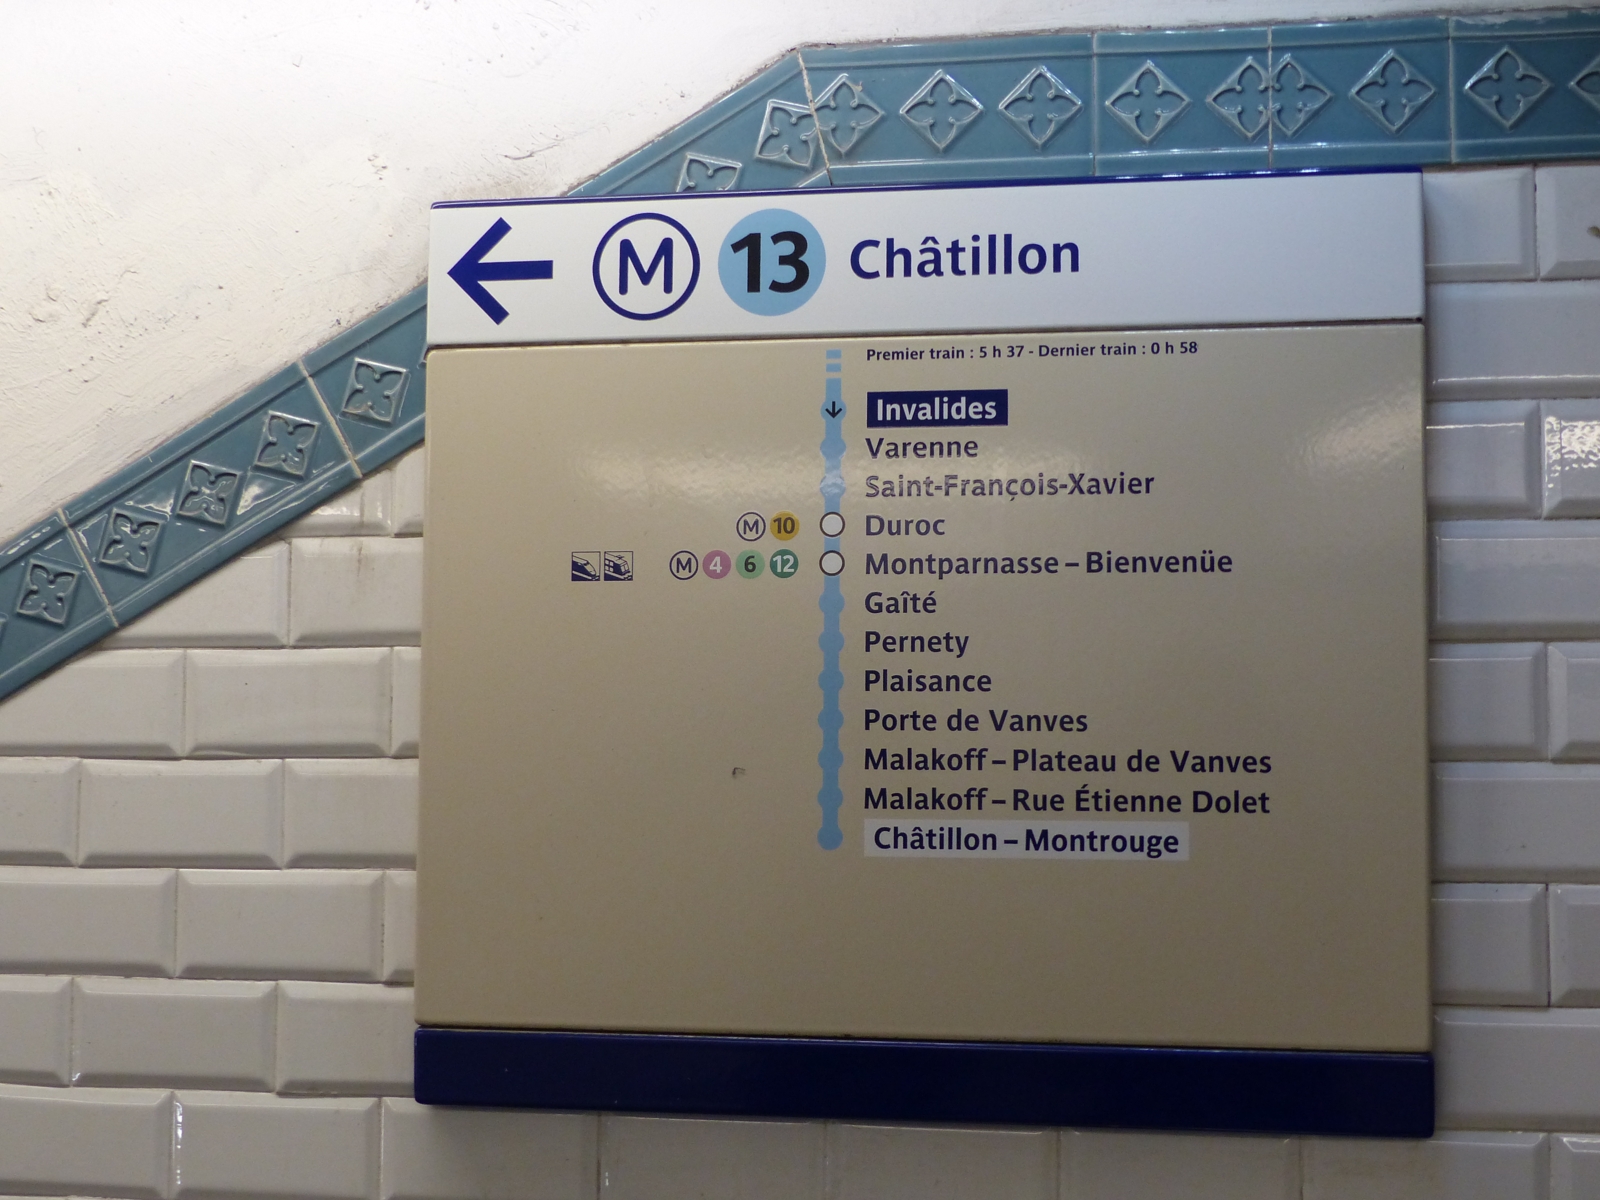 M 13 Châtillon
Premier train : 5 h 37 - Dernier train : 0 h 58
Invalides
Varenne
Saint-François-Xavier
M 10 Duroc
M 4 6 12 Montparnasse – Bienvenüe
Gaîté
Pernety
Plaisance
Porte de Vanves
Malakoff – Plateau de Vanves
Malakoff – Rue Étienne Dolet
Châtillon – Montrouge